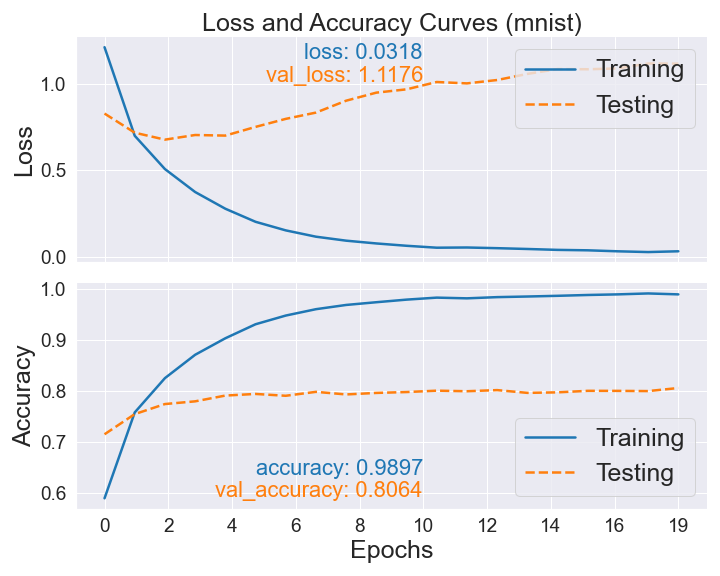 Loss and Accuracy Curves (mnist)
loss: 0.0318
val_loss: 1.1176
Training
Testing
1.0
0.5
0.0
Loss
1.0
0.9
0.8
0.7
0.6
Accuracy
accuracy: 0.9897
val_accuracy: 0.8064
Training
Testing
0 2 4 6 8 10 12 14 16 19
Epochs